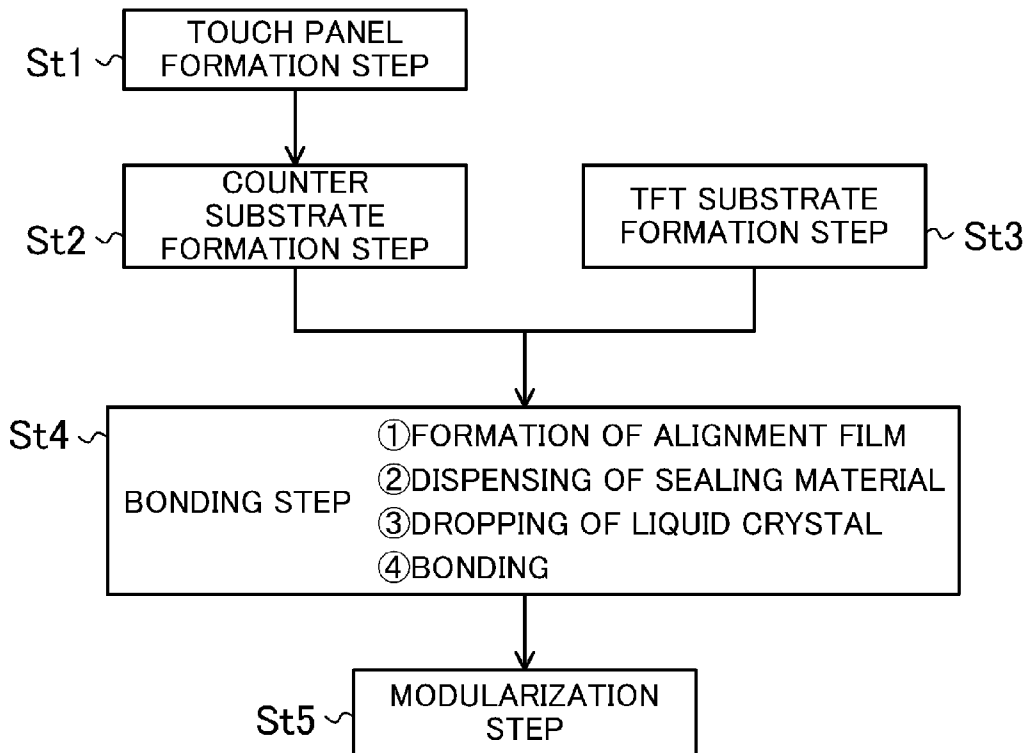 St1
TOUCH PANEL
FORMATION STEP
St2
COUNTER
SUBSTRATE
FORMATION STEP
TFT SUBSTRATE
FORMATION STEP
St3
St4
BONDING STEP
①FORMATION OF ALIGNMENT FILM
②DISPENSING OF SEALING MATERIAL
③DROPPING OF LIQUID CRYSTAL
④BONDING
St5
MODULARIZATION
STEP